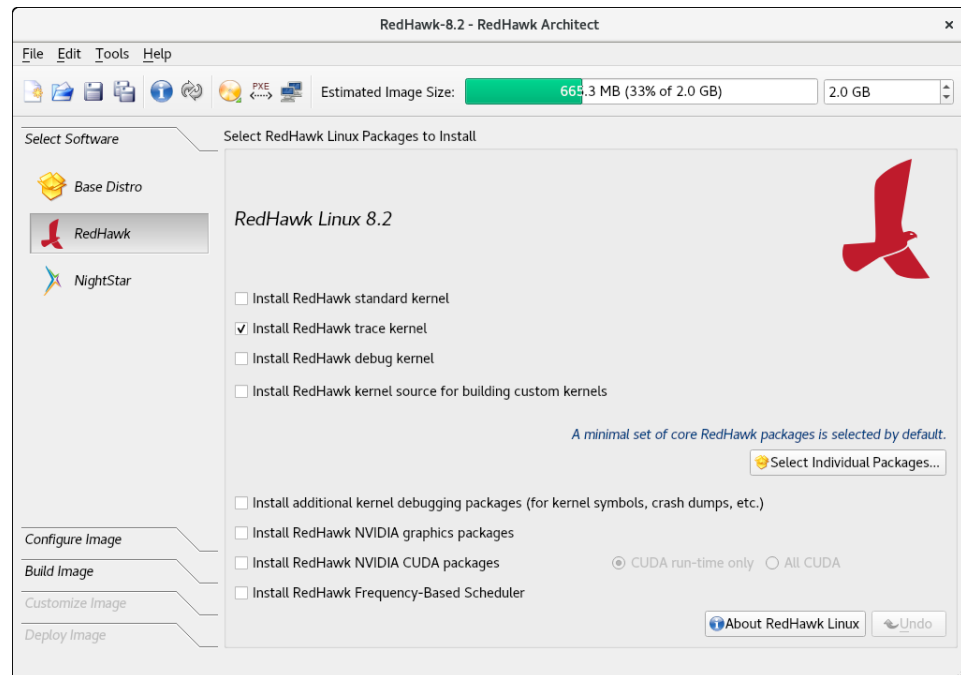 RedHawk-8.2 - RedHawk Architect
File Edit Tools Help
PXE Estimated Image Size: 665.3 MB (33% of 2.0 GB) 2.0 GB
Select Software
Select RedHawk Linux Packages to Install
Base Distro
RedHawk
NightStar
RedHawk Linux 8.2
Install RedHawk standard kernel
Install RedHawk trace kernel
Install RedHawk debug kernel
Install RedHawk kernel source for building custom kernels
A minimal set of core RedHawk packages is selected by default.
Select Individual Packages...
Install additional kernel debugging packages (for kernel symbols, crash dumps, etc.)
Install RedHawk NVIDIA graphics packages
Install RedHawk NVIDIA CUDA packages CUDA run-time only All CUDA
Install RedHawk Frequency-Based Scheduler
Configure Image
Build Image
Customize Image
Deploy Image
About RedHawk Linux Undo